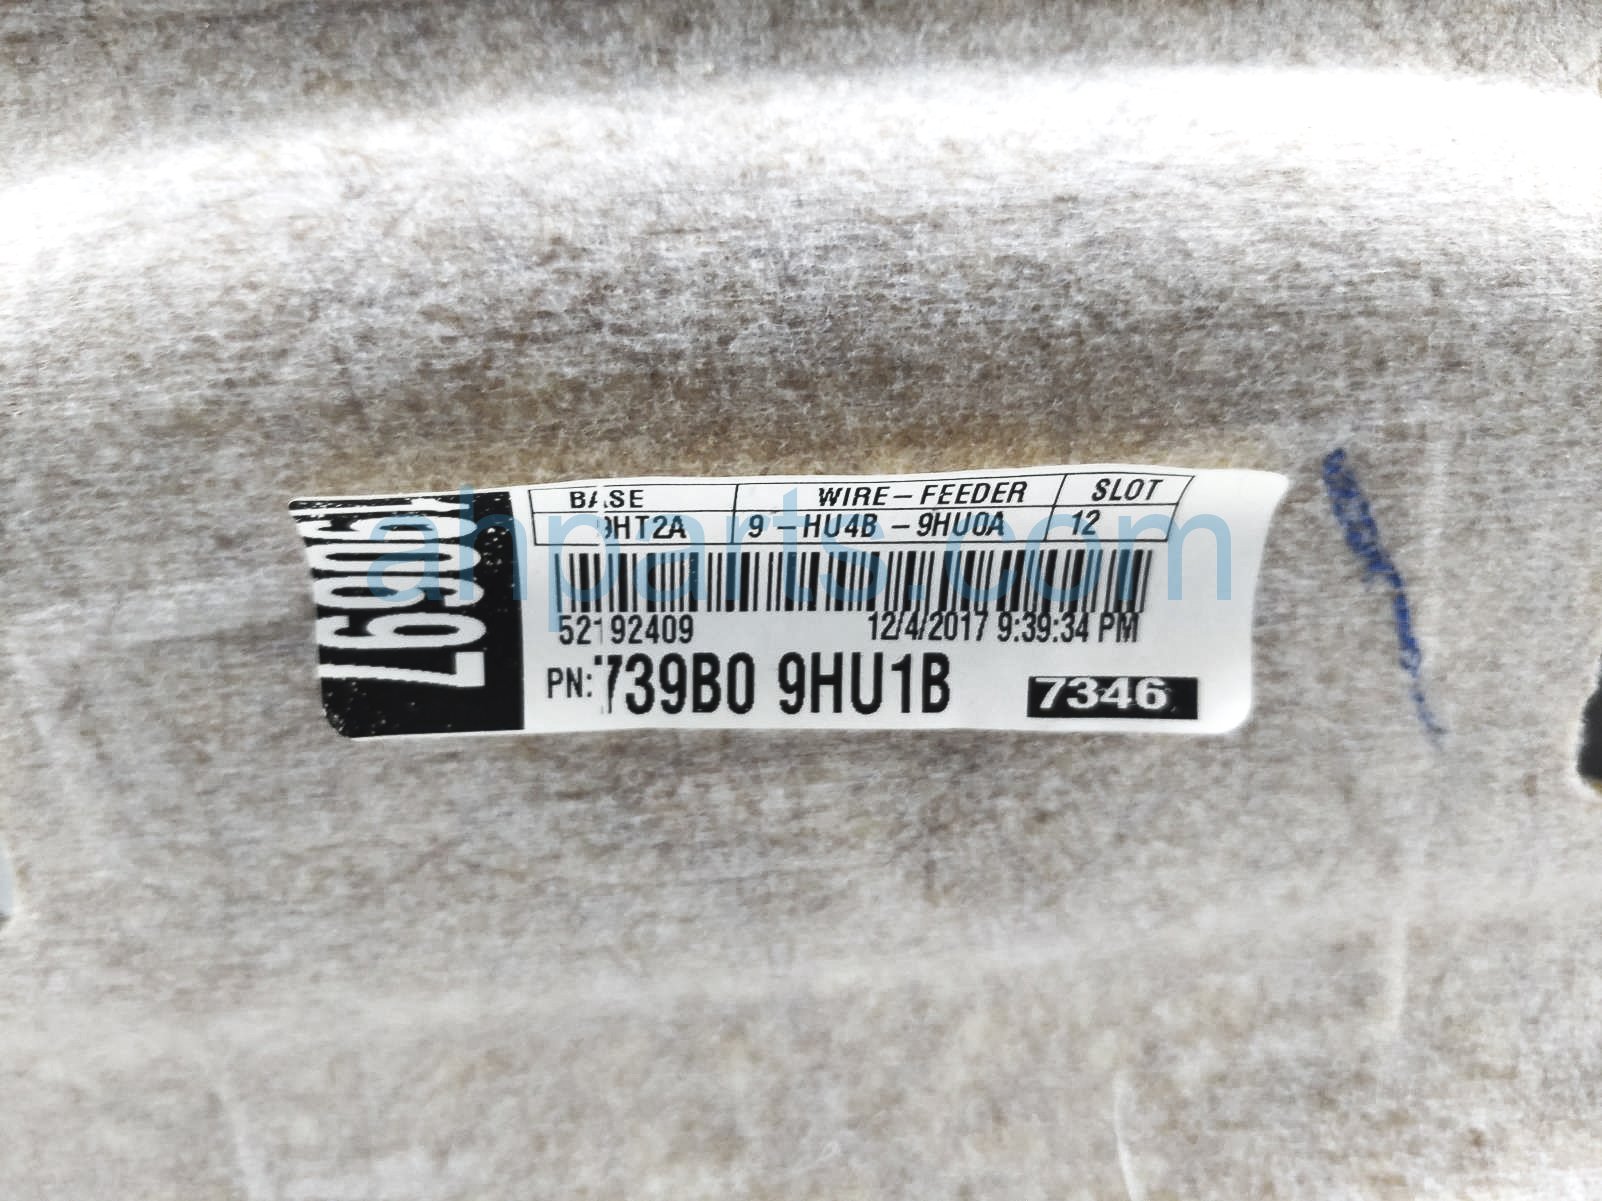 BASE WIRE-FEEDER SLOT
9HT2A 9 -HU4B -9HU0A 12
52192409 12/4/2017 9:39:34 PM
PN: 739B0 9HU1B 7346
ahparts.com